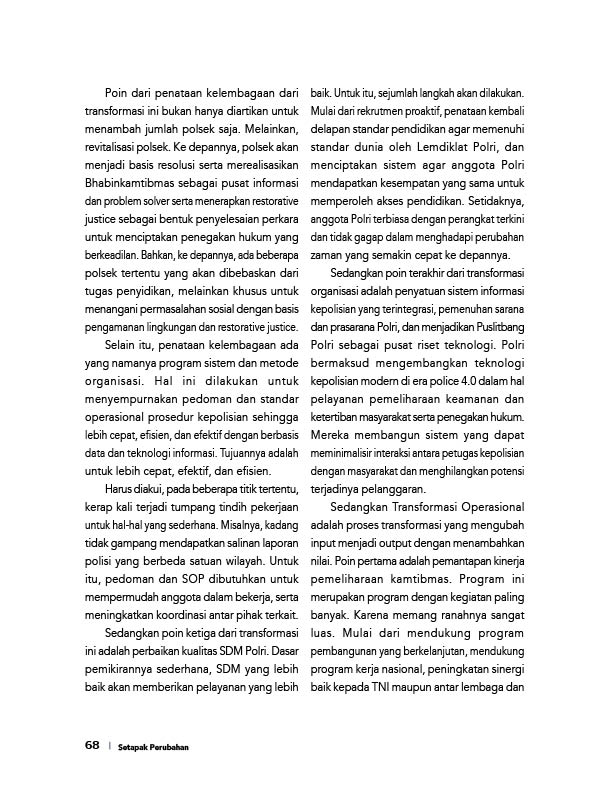 Poin dari penataan kelembagaan dari
transformasi ini bukan hanya diartikan untuk
menambah jumlah polsek saja. Melainkan,
revitalisasi polsek. Ke depannya, polsek akan
menjadi basis resolusi serta merealisasikan
Bhabinkamtibmas sebagai pusat informasi
dan problem solver serta menerapkan restorative
justice sebagai bentuk penyelesaian perkara
untuk menciptakan penegakan hukum yang
berkeadilan. Bahkan, ke depannya, ada beberapa
polsek tertentu yang akan dibebaskan dari
tugas penyidikan, melainkan khusus untuk
menangani permasalahan sosial dengan basis
pengamanan lingkungan dan restorative justice.
Selain itu, penataan kelembagaan ada
yang namanya program sistem dan metode
organisasi. Hal ini dilakukan untuk
menyempurnakan pedoman dan standar
operasional prosedur kepolisian sehingga
lebih cepat, efisien, dan efektif dengan berbasis
data dan teknologi informasi. Tujuannya adalah
untuk lebih cepat, efektif, dan efisien.
Harus diakui, pada beberapa titik tertentu,
kerap kali terjadi tumpang tindih pekerjaan
untuk hal-hal yang sederhana. Misalnya, kadang
tidak gampang mendapatkan salinan laporan
polisi yang berbeda satuan wilayah. Untuk
itu, pedoman dan SOP dibutuhkan untuk
mempermudah anggota dalam bekerja, serta
meningkatkan koordinasi antar pihak terkait.
Sedangkan poin ketiga dari transformasi
ini adalah perbaikan kualitas SDM Polri. Dasar
pemikirannya sederhana, SDM yang lebih
baik akan memberikan pelayanan yang lebih
baik. Untuk itu, sejumlah langkah akan dilakukan.
Mulai dari rekrutmen proaktif, penataan kembali
delapan standar pendidikan agar memenuhi
standar dunia oleh Lemdiklat Polri, dan
menciptakan sistem agar anggota Polri
mendapatkan kesempatan yang sama untuk
memperoleh akses pendidikan. Setidaknya,
anggota Polri terbiasa dengan perangkat terkini
dan tidak gagap dalam menghadapi perubahan
zaman yang semakin cepat ke depannya.
Sedangkan poin terakhir dari transformasi
organisasi adalah penyatuan sistem informasi
kepolisian yang terintegrasi, pemenuhan sarana
dan prasarana Polri, dan menjadikan Puslitbang
Polri sebagai pusat riset teknologi. Polri
bermaksud mengembangkan teknologi
kepolisian modern di era police 4.0 dalam hal
pelayanan pemeliharaan keamanan dan
ketertiban masyarakat serta penegakan hukum.
Mereka membangun sistem yang dapat
meminimalisir interaksi antara petugas kepolisian
dengan masyarakat dan menghilangkan potensi
terjadinya pelanggaran.
Sedangkan Transformasi Operasional
adalah proses transformasi yang mengubah
input menjadi output dengan menambahkan
nilai. Poin pertama adalah pemantapan kinerja
pemeliharaan kamtibmas. Program ini
merupakan program dengan kegiatan paling
banyak. Karena memang ranahnya sangat
luas. Mulai dari mendukung program
pembangunan yang berkelanjutan, mendukung
program kerja nasional, peningkatan sinergi
baik kepada TNI maupun antar lembaga dan
68 | Setapak Perubahan